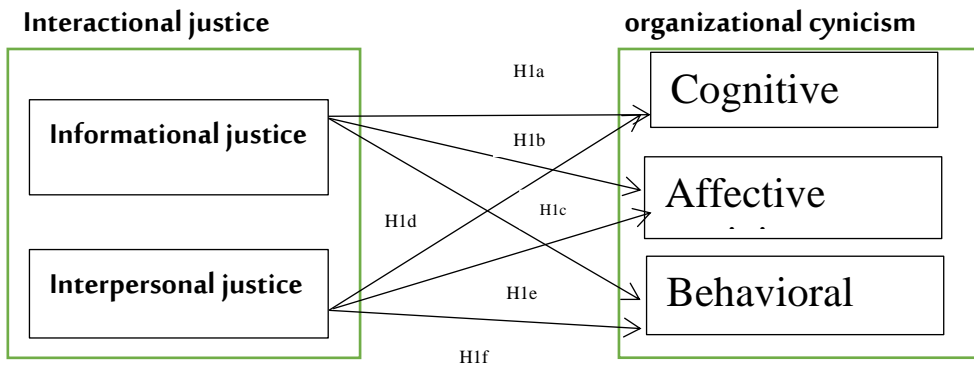 Interactional justice
organizational cynicism
H1a
Cognitive
Informational justice
H1b
Affective
H1d
H1c
Interpersonal justice
H1e
Behavioral
H1f